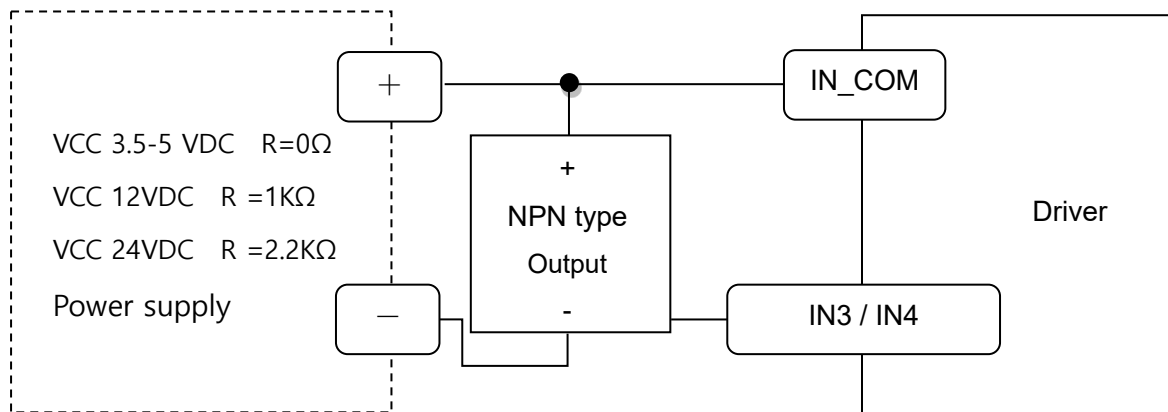 +
IN_COM
VCC 3.5-5 VDC R=0Ω
VCC 12VDC R =1KΩ
VCC 24VDC R =2.2KΩ
Power supply
+
NPN type
Output
-
Driver
−
IN3 / IN4